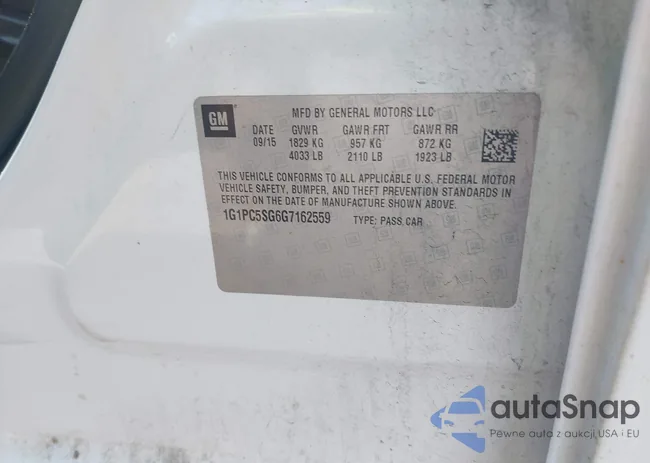 GM
MFD BY GENERAL MOTORS LLC
DATE GVWR GAWR FRT GAWR RR
09/15 1829 KG 957 KG 872 KG
4033 LB 2110 LB 1923 LB
THIS VEHICLE CONFORMS TO ALL APPLICABLE U.S. FEDERAL MOTOR
VEHICLE SAFETY, BUMPER, AND THEFT PREVENTION STANDARDS IN
EFFECT ON THE DATE OF MANUFACTURE SHOWN ABOVE.
1G1PC5SG6G7162559 TYPE: PASS CAR
autoSnap
Pewne auta z aukcji USA i EU